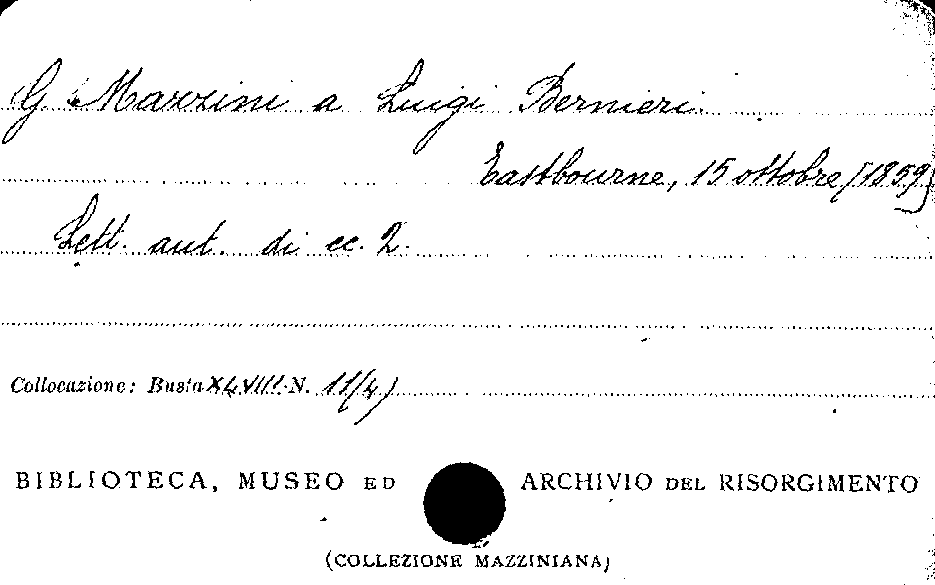 G. Mazzini a Luigi Bernieri.
Eastbourne, 15 ottobre [1859]
Lett. aut. di cc. 2.
Collocazione: Busta XLVIII N. 11(4)
BIBLIOTECA, MUSEO ED ARCHIVIO DEL RISORGIMENTO
(COLLEZIONE MAZZINIANA)